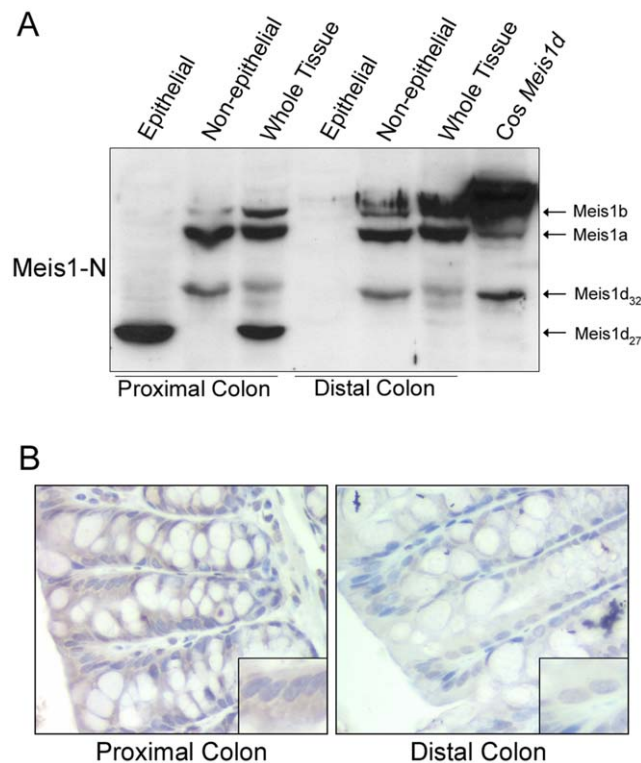 A
Epithelial
Non-epithelial
Whole Tissue
Epithelial
Non-epithelial
Whole Tissue
Cos Meis1d
Meis1-N
Meis1b
Meis1a
Meis1d32
Meis1d27
Proximal Colon
Distal Colon
B
Proximal Colon
Distal Colon